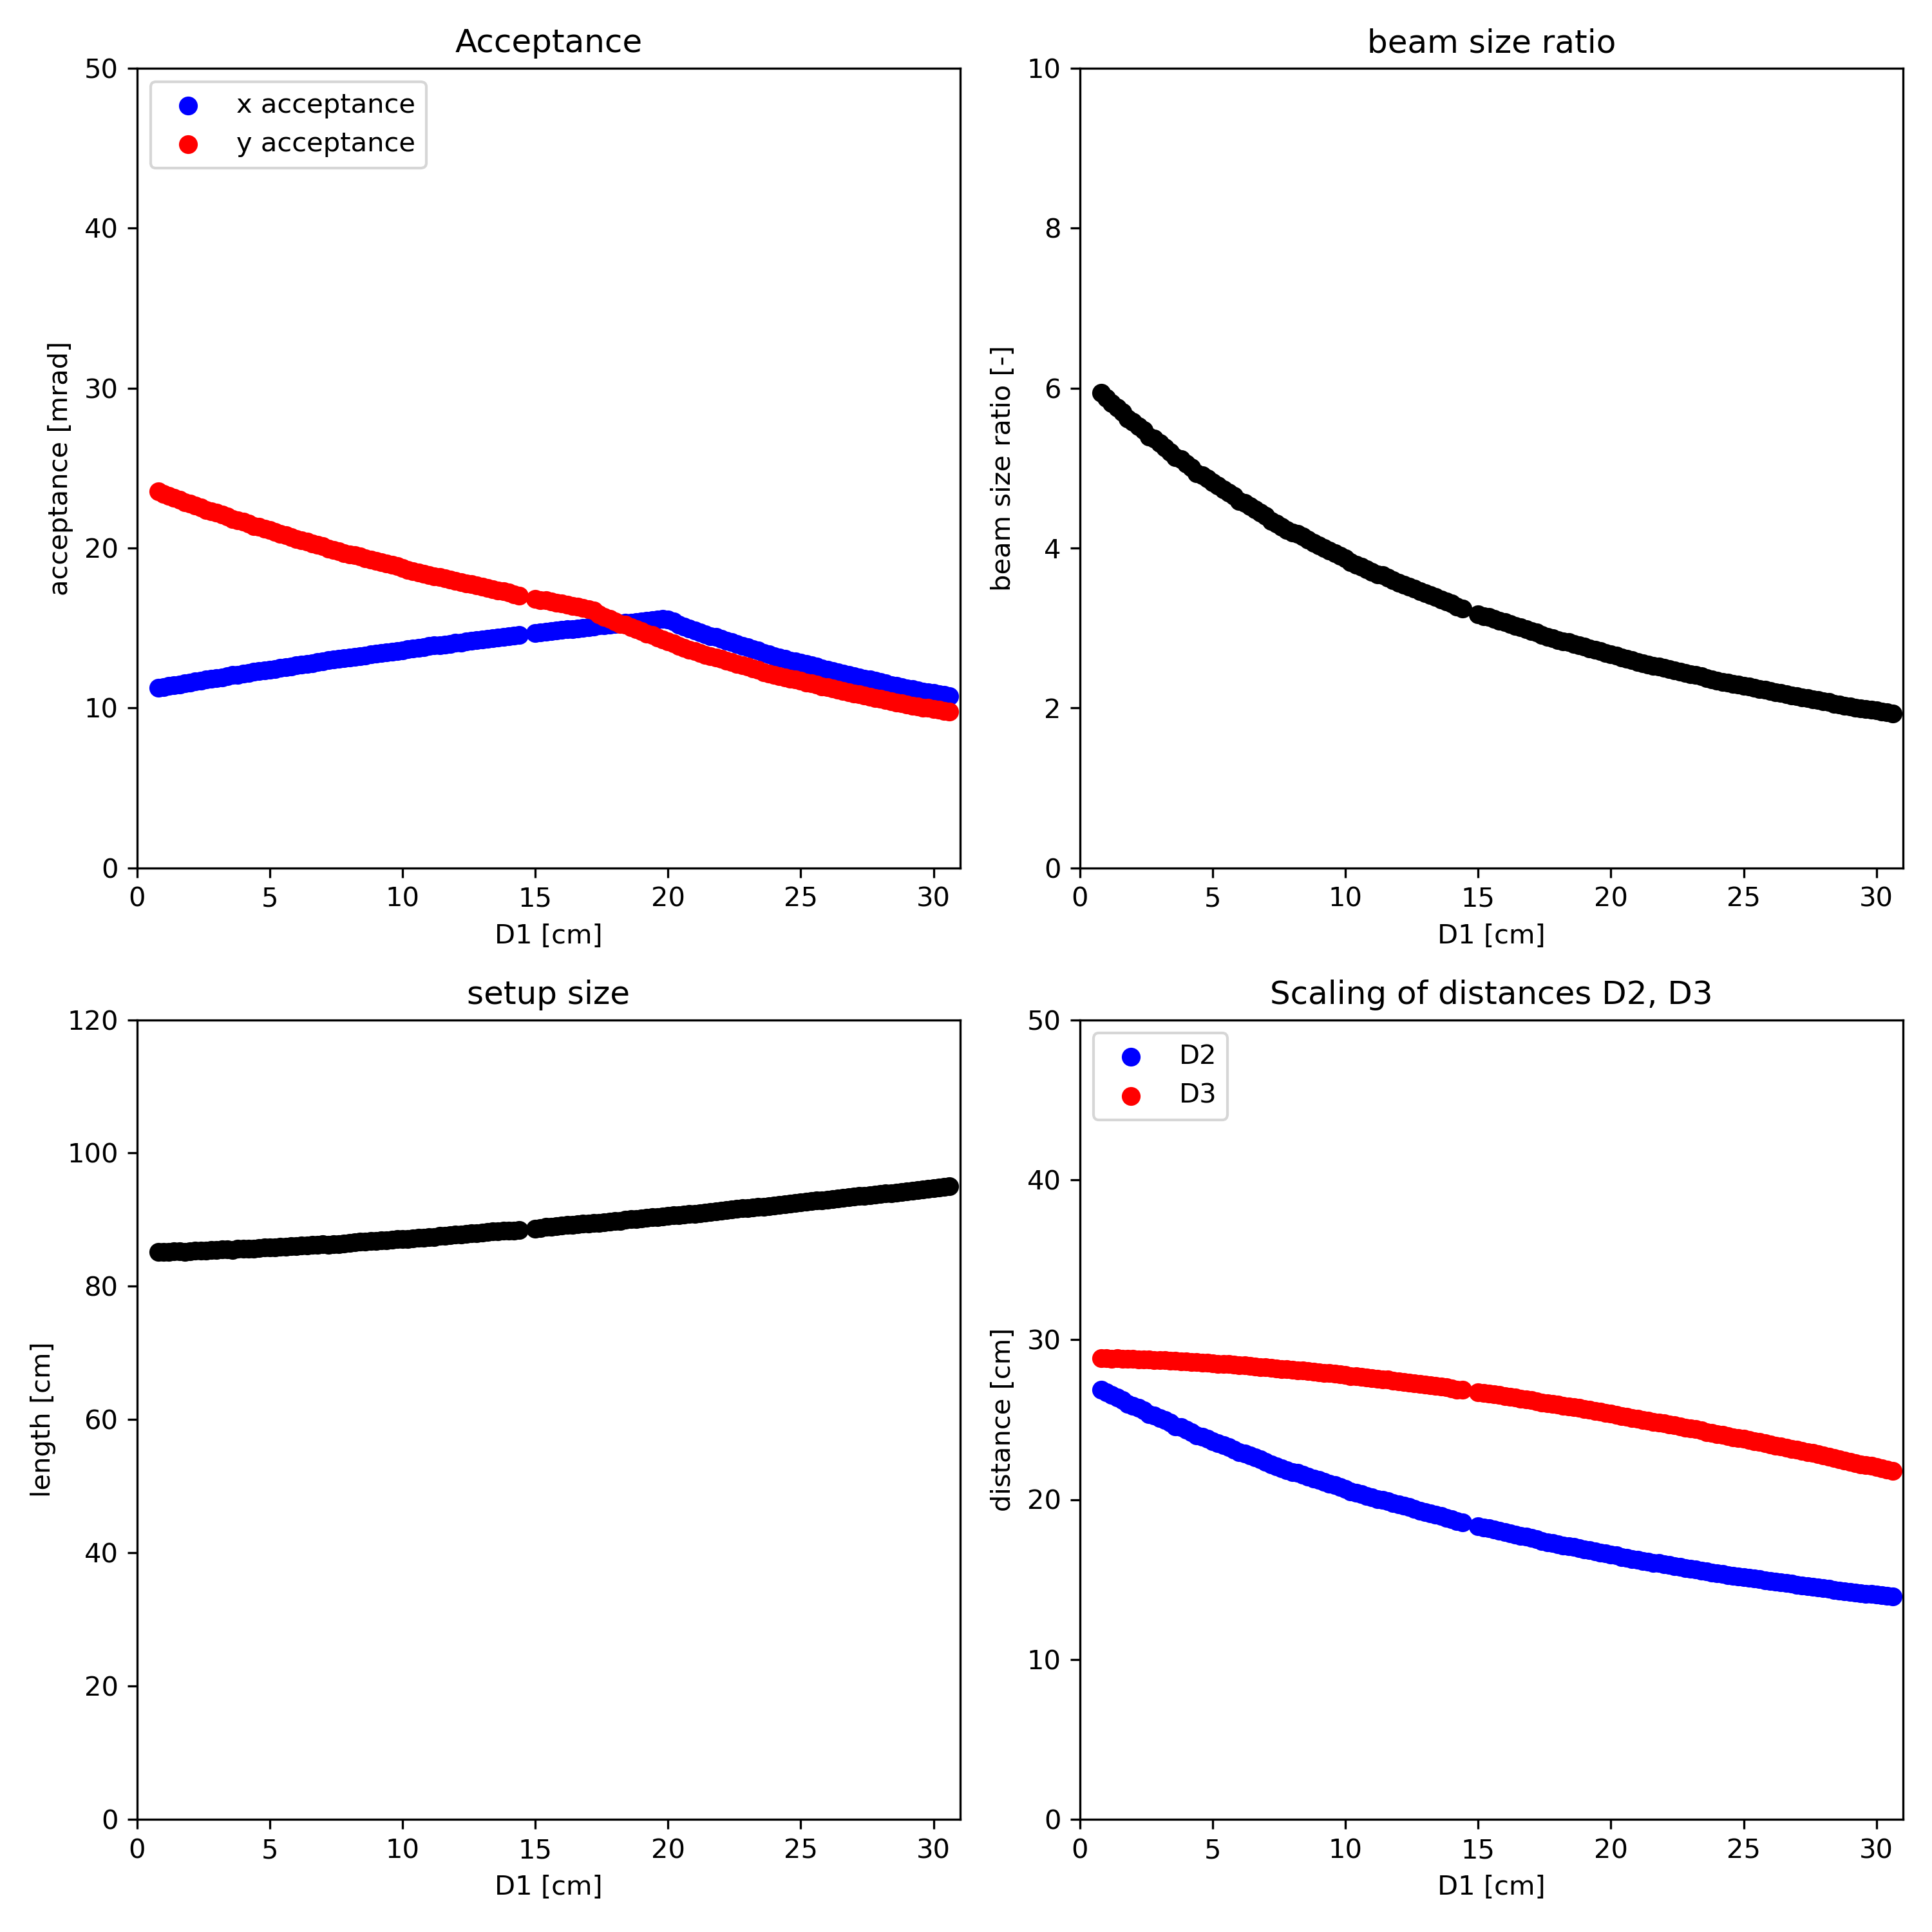 Acceptance
50
40
30
20
10
0
acceptance [mrad]
x acceptance
y acceptance
0 5 10 15 20 25 30
D1 [cm]
beam size ratio
10
8
6
4
2
0
beam size ratio [-]
0 5 10 15 20 25 30
D1 [cm]
setup size
120
100
80
60
40
20
0
length [cm]
0 5 10 15 20 25 30
D1 [cm]
Scaling of distances D2, D3
50
40
30
20
10
0
distance [cm]
D2
D3
0 5 10 15 20 25 30
D1 [cm]